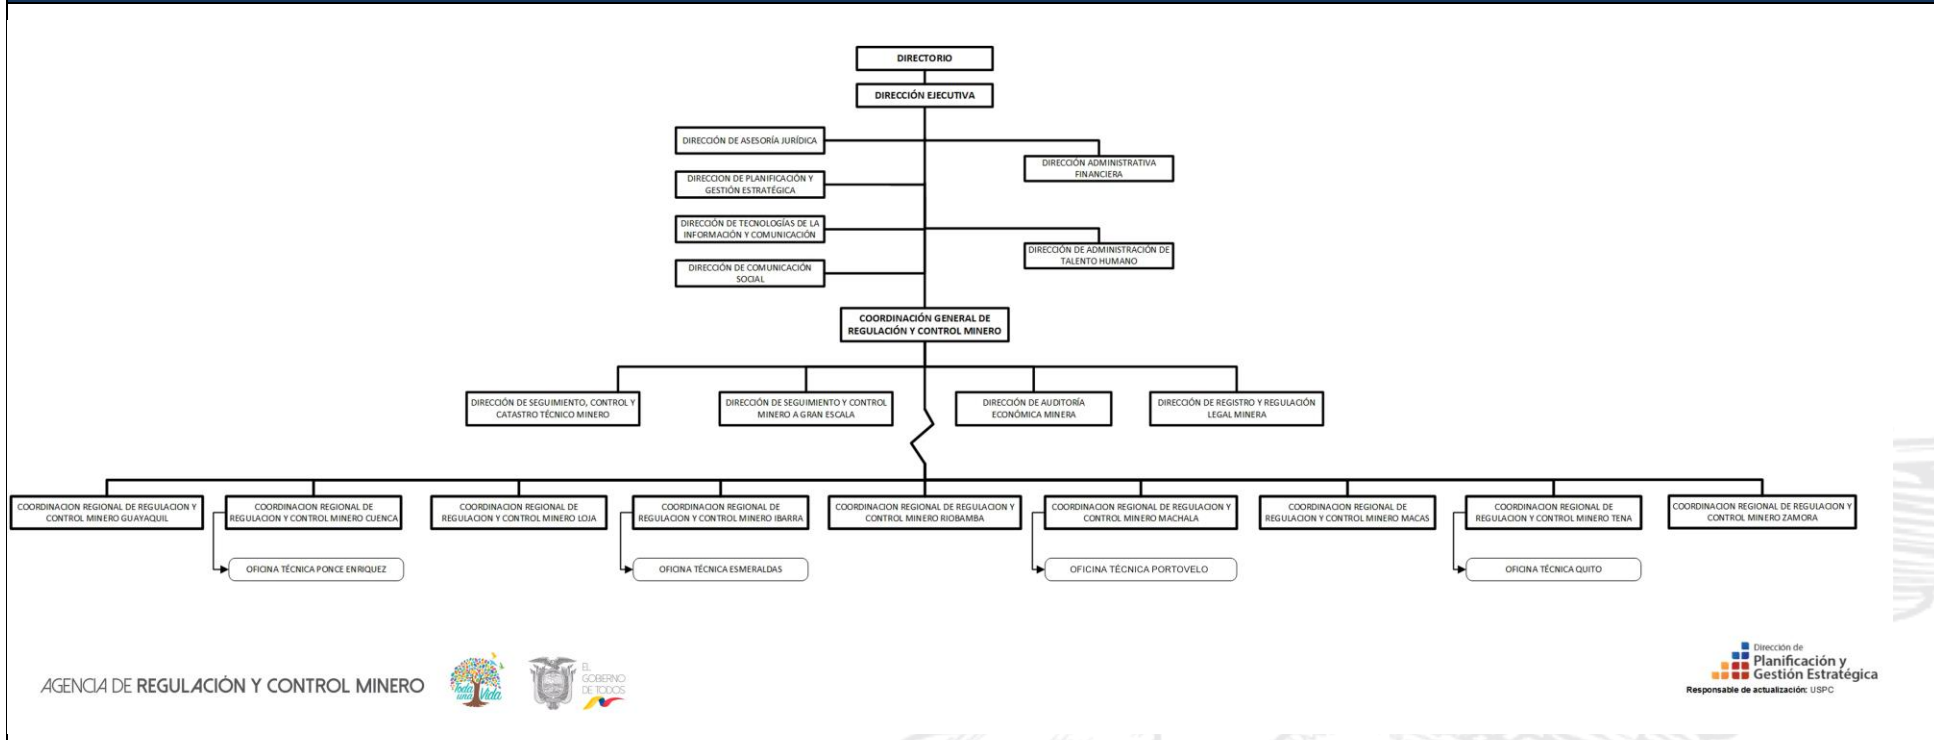 DIRECTORIO
DIRECCIÓN EJECUTIVA
DIRECCIÓN DE ASESORÍA JURÍDICA
DIRECCIÓN ADMINISTRATIVA
FINANCIERA
DIRECCION DE PLANIFICACIÓN Y
GESTIÓN ESTRATÉGICA
DIRECCIÓN DE TECNOLOGÍAS DE LA
INFORMACIÓN Y COMUNICACIÓN
DIRECCIÓN DE ADMINISTRACIÓN DE
TALENTO HUMANO
DIRECCIÓN DE COMUNICACIÓN
SOCIAL
COORDINACIÓN GENERAL DE
REGULACIÓN Y CONTROL MINERO
DIRECCIÓN DE SEGUIMIENTO, CONTROL Y
CATASTRO TÉCNICO MINERO
DIRECCIÓN DE SEGUIMIENTO Y CONTROL
MINERO A GRAN ESCALA
DIRECCIÓN DE AUDITORÍA
ECONÓMICA MINERA
DIRECCIÓN DE REGISTRO Y REGULACIÓN
LEGAL MINERA
COORDINACION REGIONAL DE REGULACION Y
CONTROL MINERO GUAYAQUIL
COORDINACION REGIONAL DE
REGULACION Y CONTROL MINERO CUENCA
COORDINACION REGIONAL DE
REGULACION Y CONTROL MINERO LOJA
COORDINACION REGIONAL DE
REGULACION Y CONTROL MINERO IBARRA
COORDINACION REGIONAL DE REGULACION Y
CONTROL MINERO RIOBAMBA
COORDINACION REGIONAL DE REGULACION Y
CONTROL MINERO MACHALA
COORDINACION REGIONAL DE
REGULACION Y CONTROL MINERO MACAS
COORDINACION REGIONAL DE
REGULACION Y CONTROL MINERO TENA
COORDINACION REGIONAL DE REGULACION Y
CONTROL MINERO ZAMORA
OFICINA TÉCNICA PONCE ENRIQUEZ
OFICINA TÉCNICA ESMERALDAS
OFICINA TÉCNICA PORTOVELO
OFICINA TÉCNICA QUITO
AGENCIA DE REGULACIÓN Y CONTROL MINERO
Toda
una Vida
EL
GOBIERNO
DE TODOS
Dirección de
Planificación y
Gestión Estratégica
Responsable de actualización: USPC